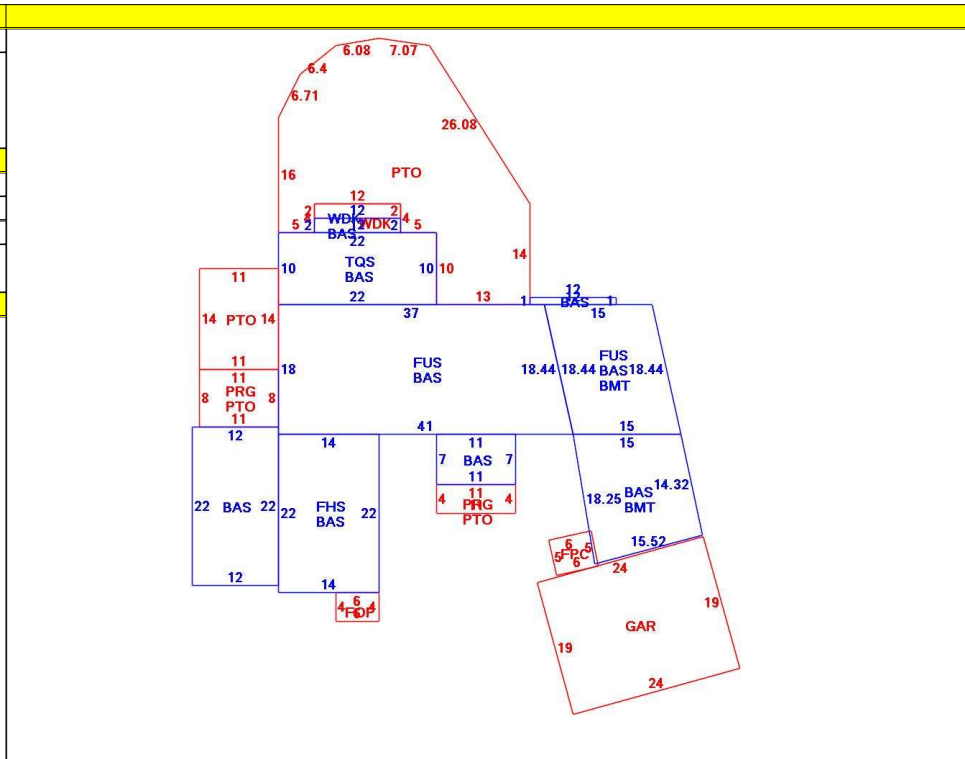 6.08 7.07
6.4
6.71
26.08
16 PTO
12
2 12 2
4
5 2 WDK 12 WDK 2 5
BAS
22
14
10 TQS 10 10
BAS
11
12
22 13 1 BAS 1
37 15
14 PTO 14
FUS
18 FUS 18.44 18.44 BAS 18.44
BAS BMT
11
11
8 PRG 8
PTO
11
12 14 41 15
11 15
7 BAS 7
11
22 BAS 22 22 FHS 22
BAS
11
4 PRG 4
PTO
18.25 BAS 14.32
BMT
15.52
6
5 FPC 5
6
24
12 14
6
4 FOP 4
6
19
GAR
19
24